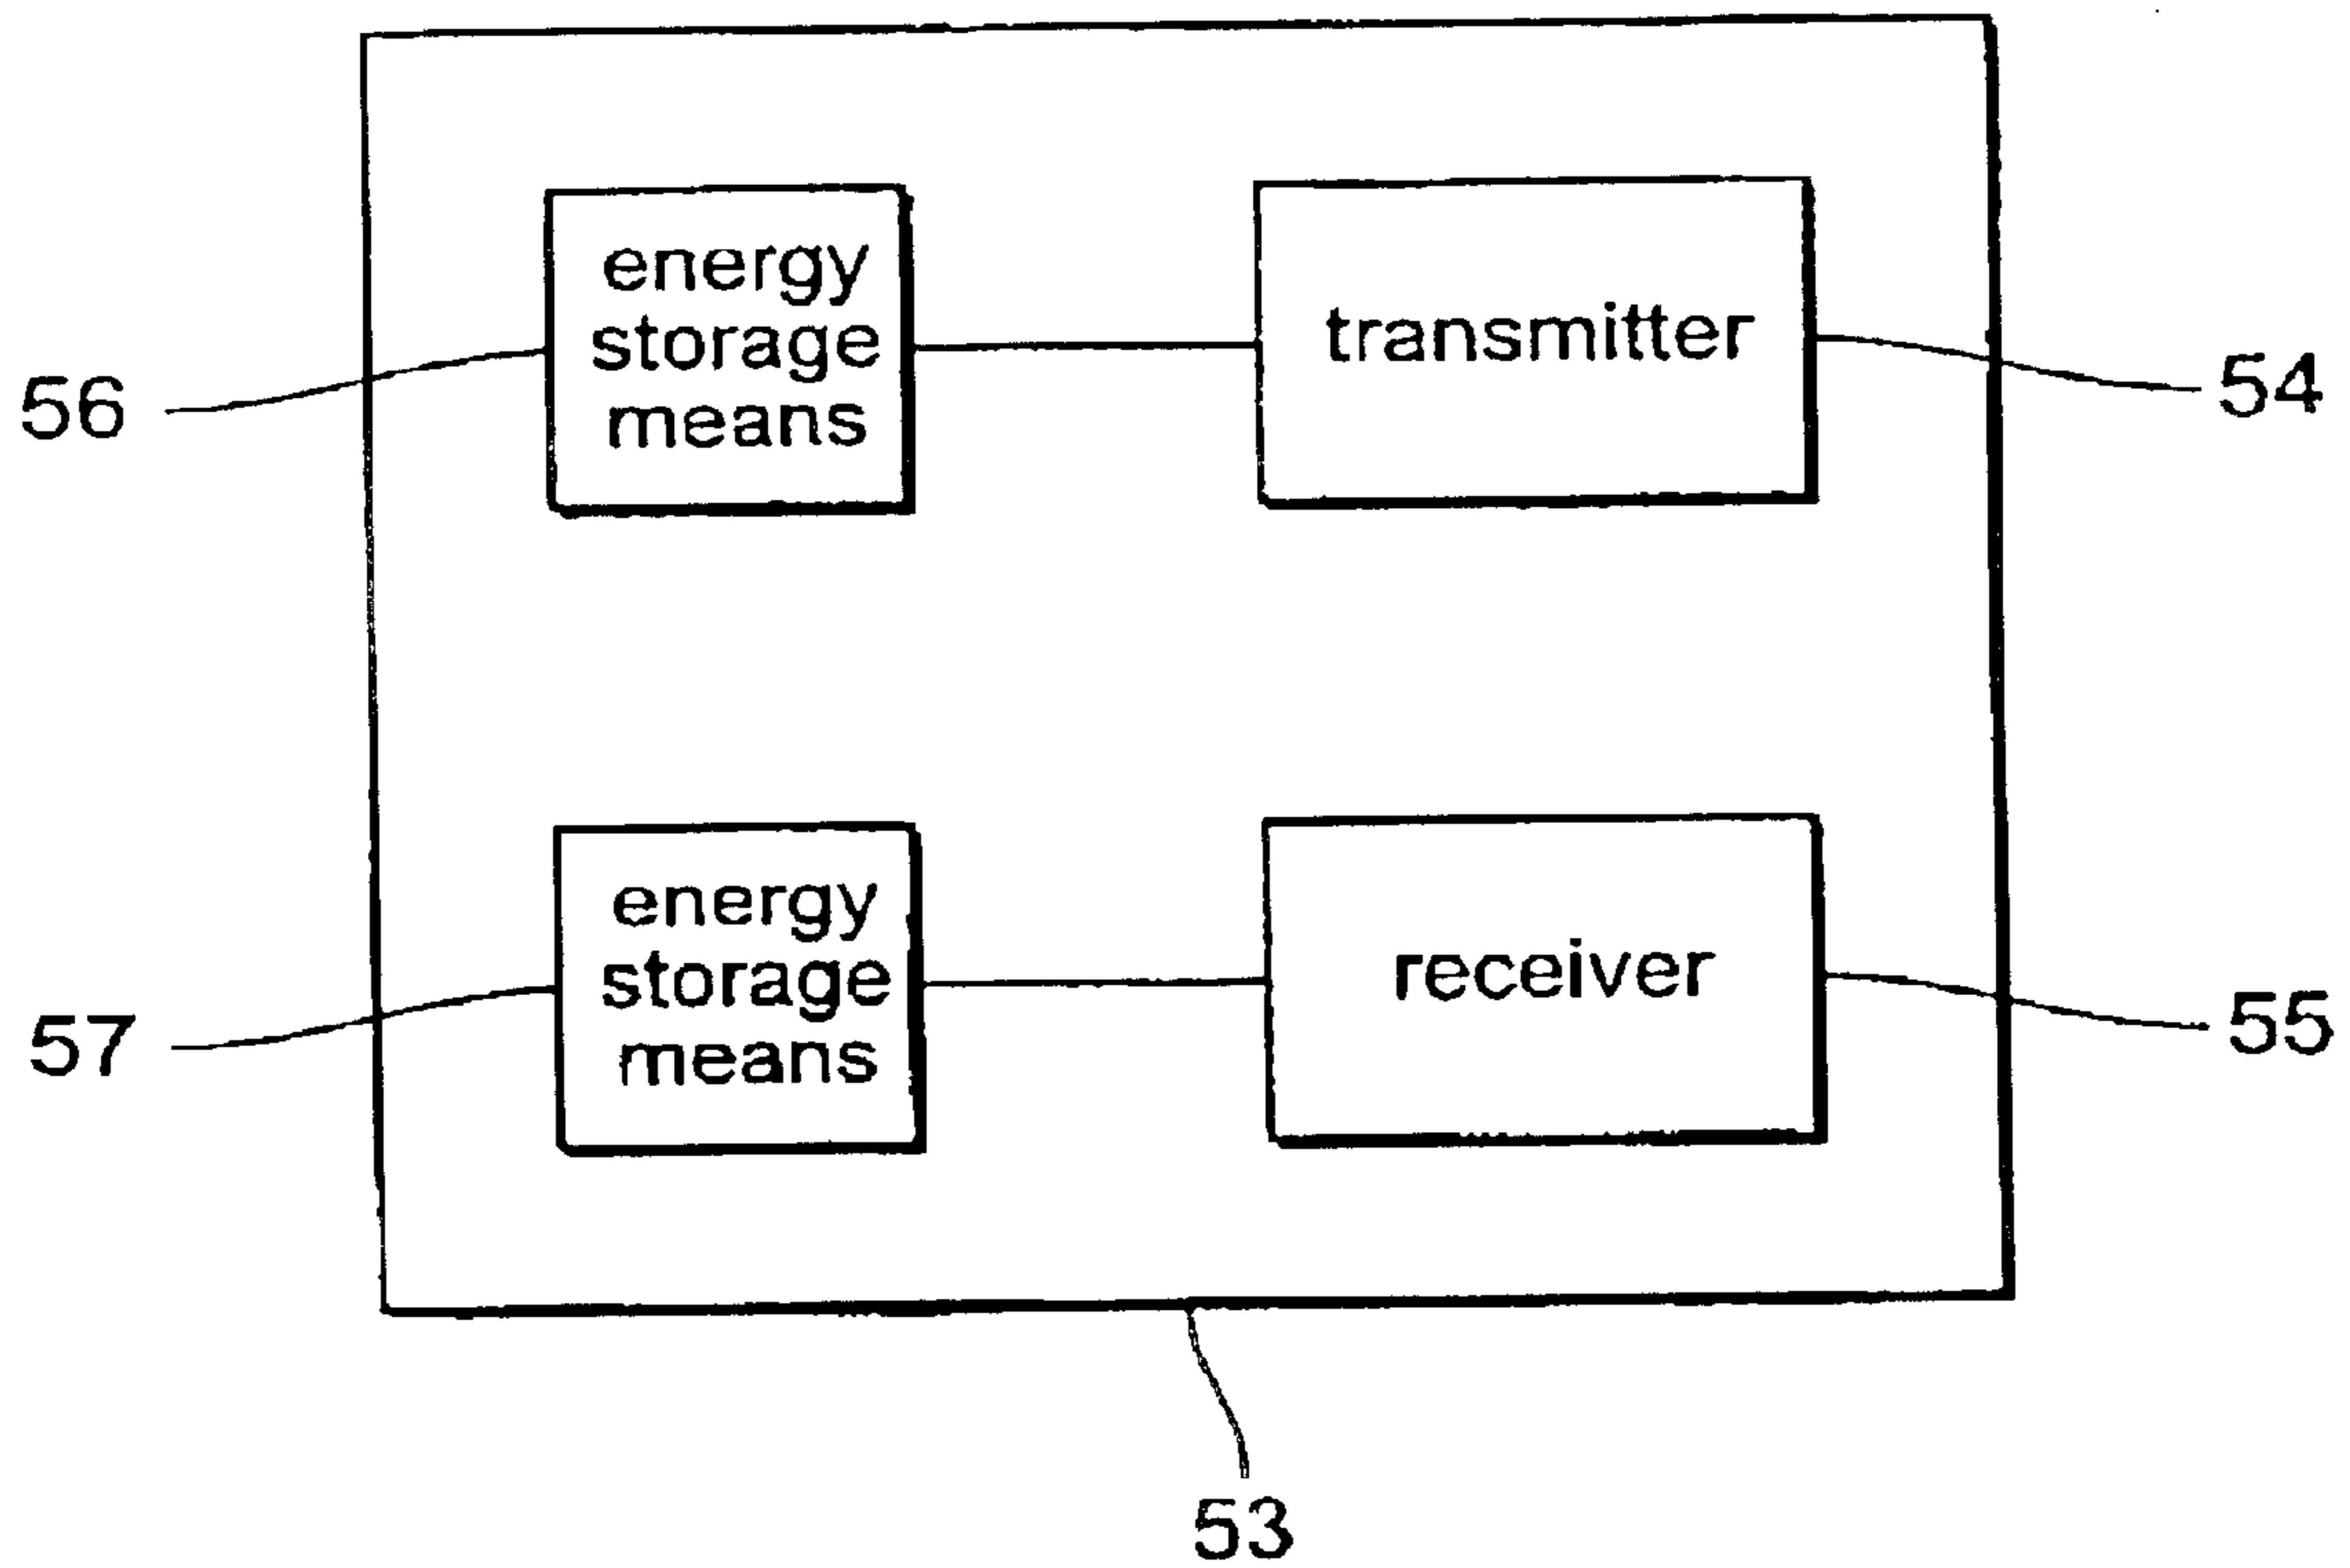 energy
storage
means
transmitter
56
54
energy
storage
means
receiver
57
55
53